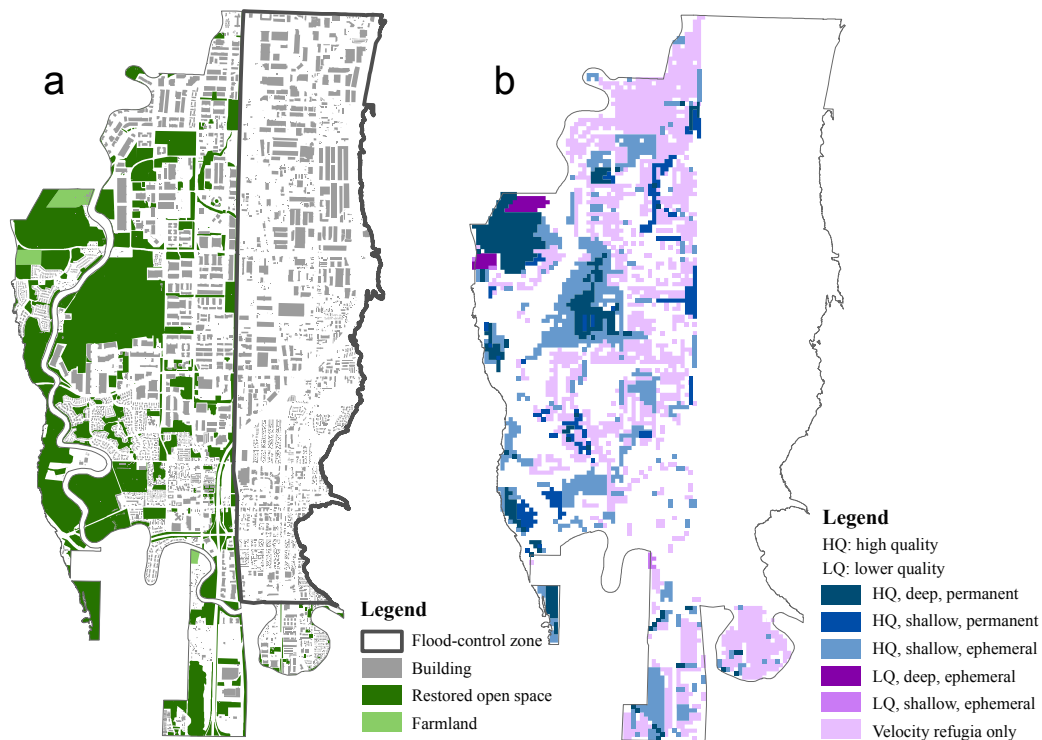 a
Legend
Flood-control zone
Building
Restored open space
Farmland
b
Legend
HQ: high quality
LQ: lower quality
HQ, deep, permanent
HQ, shallow, permanent
HQ, shallow, ephemeral
LQ, deep, ephemeral
LQ, shallow, ephemeral
Velocity refugia only